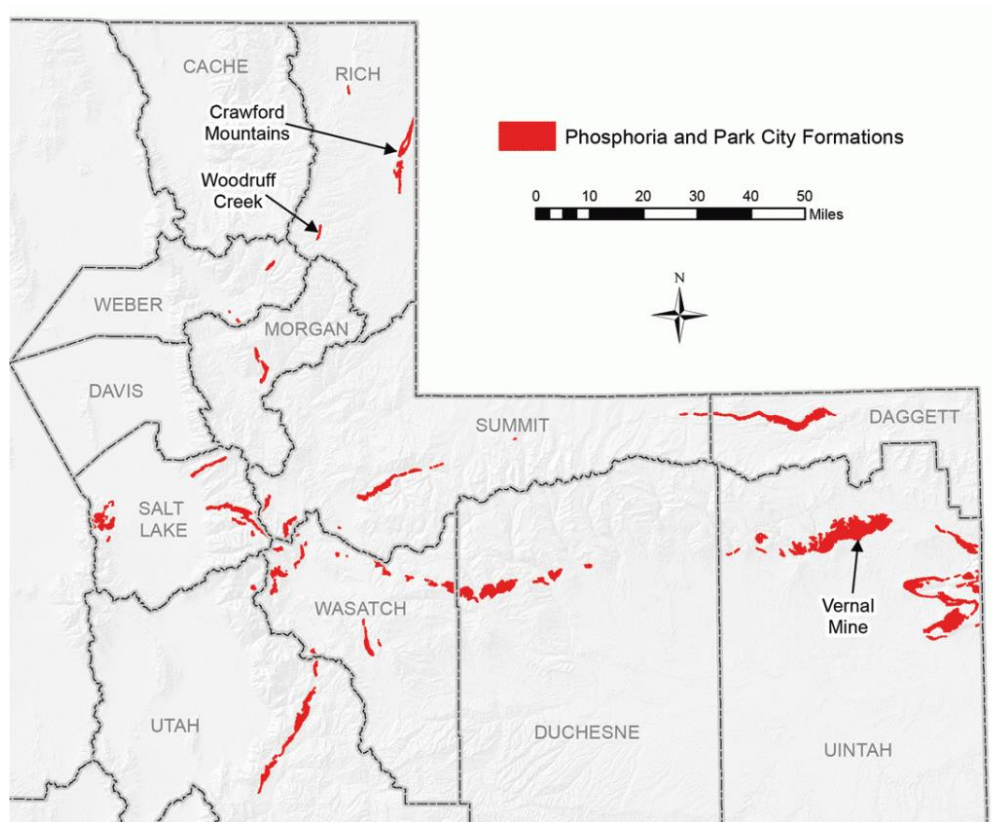 CACHE
RICH
Crawford
Mountains
Woodruff
Creek
Phosphoria and Park City Formations
0 10 20 30 40 50
Miles
N
WEBER
MORGAN
DAVIS
SUMMIT
DAGGETT
SALT
LAKE
WASATCH
Vernal
Mine
UTAH
DUCHESNE
UINTAH